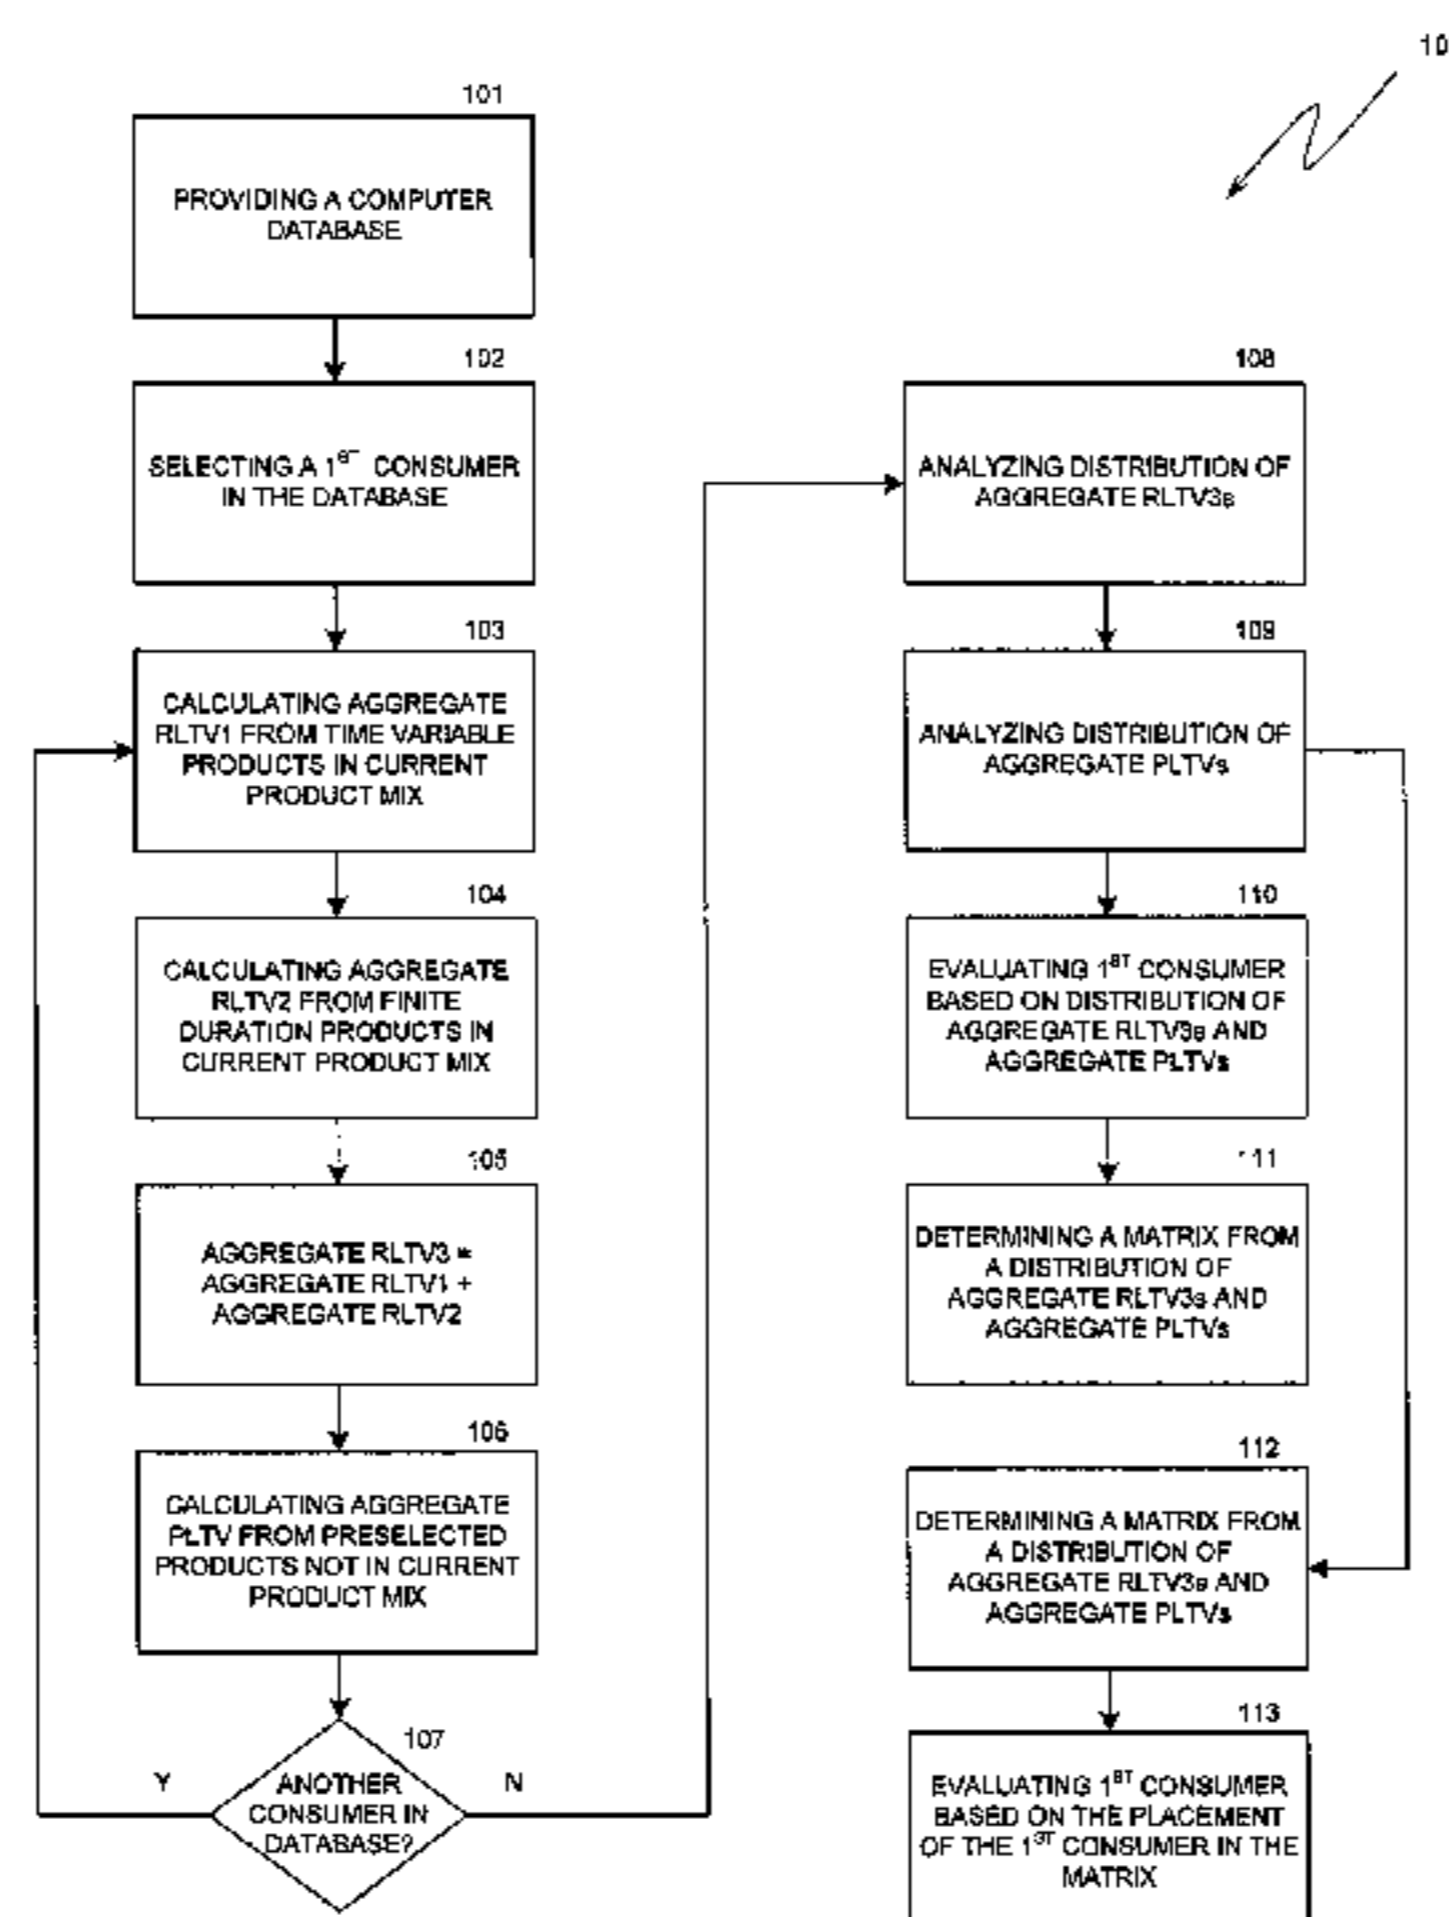 10
101
PROVIDING A COMPUTER
DATABASE
102
SELECTING A 1ST CONSUMER
IN THE DATABASE
103
CALCULATING AGGREGATE
RLTV1 FROM TIME VARIABLE
PRODUCTS IN CURRENT
PRODUCT MIX
104
CALCULATING AGGREGATE
RLTV2 FROM FINITE
DURATION PRODUCTS IN
CURRENT PRODUCT MIX
105
AGGREGATE RLTV3 =
AGGREGATE RLTV1 +
AGGREGATE RLTV2
106
CALCULATING AGGREGATE
PLTV FROM PRESELECTED
PRODUCTS NOT IN CURRENT
PRODUCT MIX
107
Y
ANOTHER
CONSUMER IN
DATABASE?
N
108
ANALYZING DISTRIBUTION OF
AGGREGATE RLTV3s
109
ANALYZING DISTRIBUTION OF
AGGREGATE PLTVs
110
EVALUATING 1ST CONSUMER
BASED ON DISTRIBUTION OF
AGGREGATE RLTV3s AND
AGGREGATE PLTVs
111
DETERMINING A MATRIX FROM
A DISTRIBUTION OF
AGGREGATE RLTV3s AND
AGGREGATE PLTVs
112
DETERMINING A MATRIX FROM
A DISTRIBUTION OF
AGGREGATE RLTV3s AND
AGGREGATE PLTVs
113
EVALUATING 1ST CONSUMER
BASED ON THE PLACEMENT
OF THE 1ST CONSUMER IN THE
MATRIX